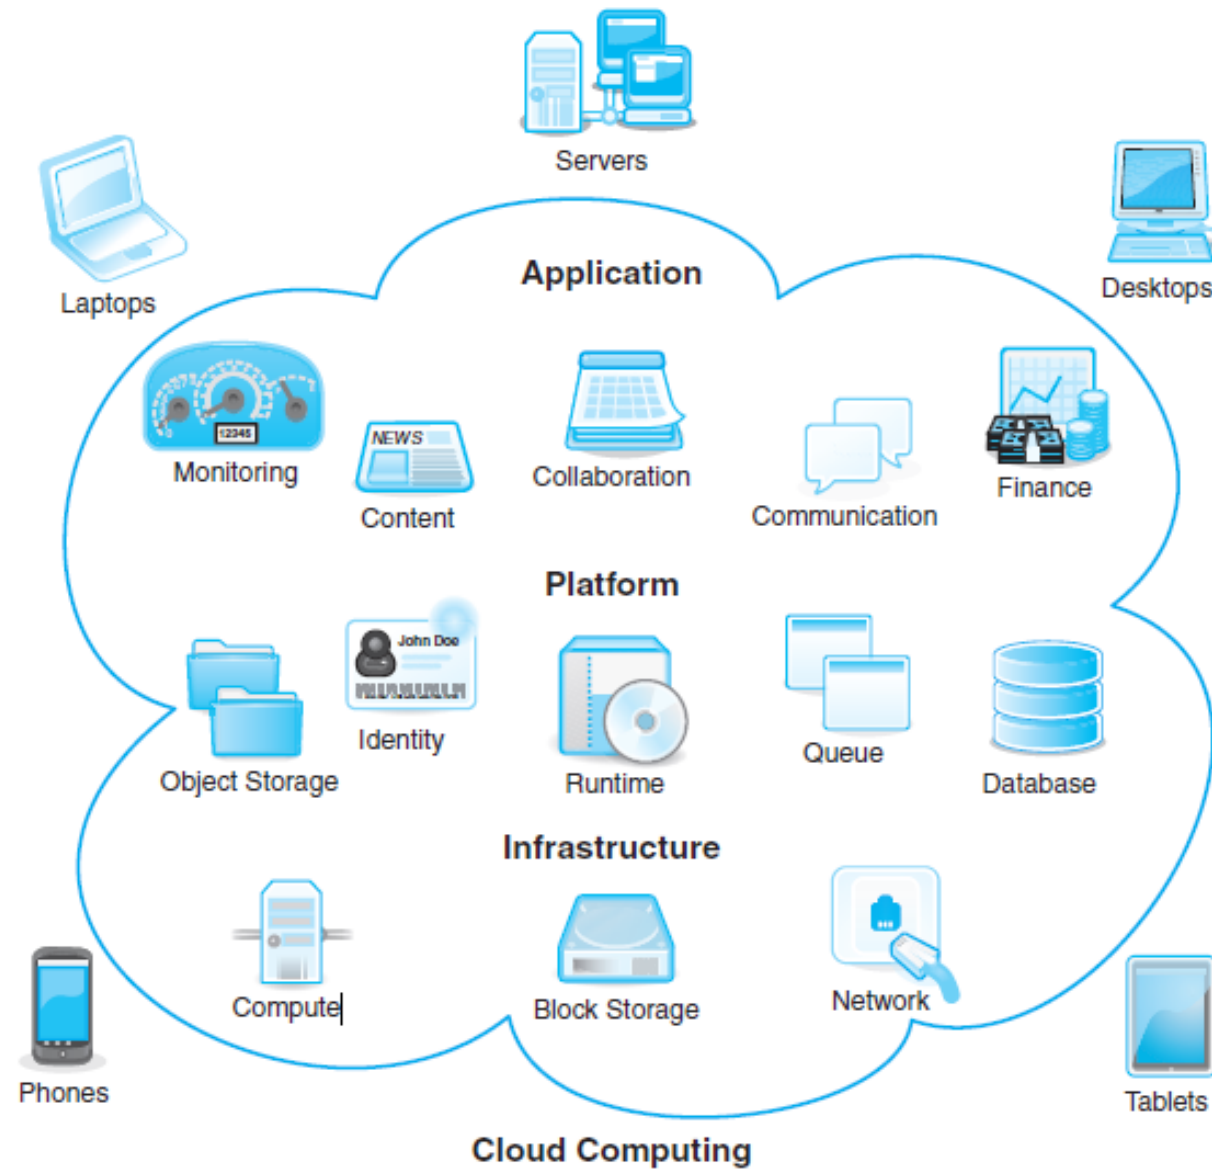 Servers
Laptops
Desktops
Application
12345
Monitoring
NEWS
Content
Collaboration
Communication
Finance
Platform
John Doe
Object Storage
Identity
Runtime
Queue
Database
Infrastructure
Compute
Block Storage
Network
Phones
Tablets
Cloud Computing